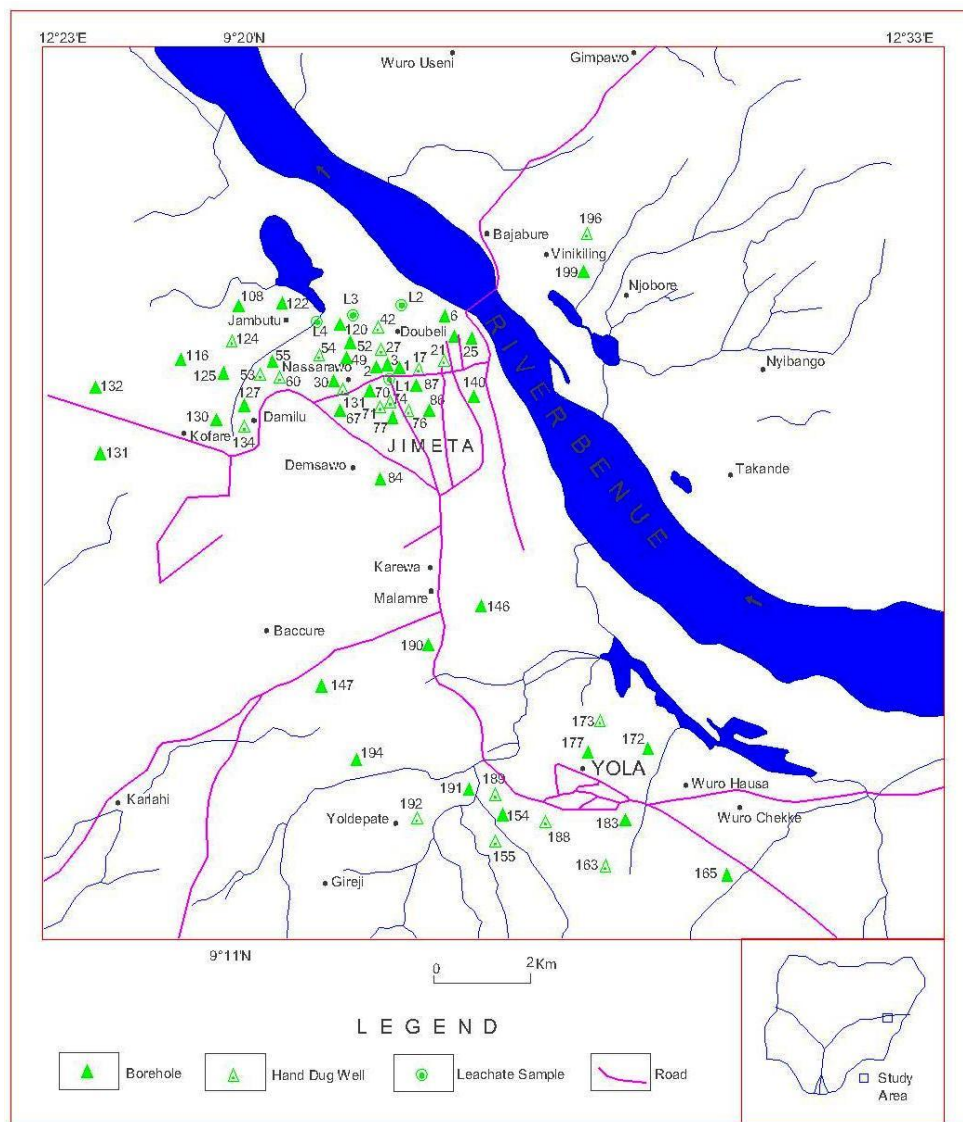 12°23'E
9°20'N
12°33'E
Wuro Useni
Gimpawo
196
Bajabure
Vinikiling
199
Njobore
108
122
L3
L2
6
Jambutu
L4
120
42
Doubeli
1
25
124
54
52
27
17
21
Nyibango
116
55
49
2
3
1
125
53
60
Nassarawo
30
L1
87
140
132
127
131
70
74
86
130
Damilu
67
71
76
Kofare
134
77
JIMETA
131
Demsawo
84
Takande
RIVER BENUE
Karewa
Malamre
146
Baccure
190
147
173
177
172
194
YOLA
191
189
Wuro Hausa
Kariahi
192
154
Wuro Chekke
Yoldepate
188
183
155
163
165
Gireji
9°11'N
0 2 Km
LEGEND
Borehole
Hand Dug Well
Leachate Sample
Road
Study
Area